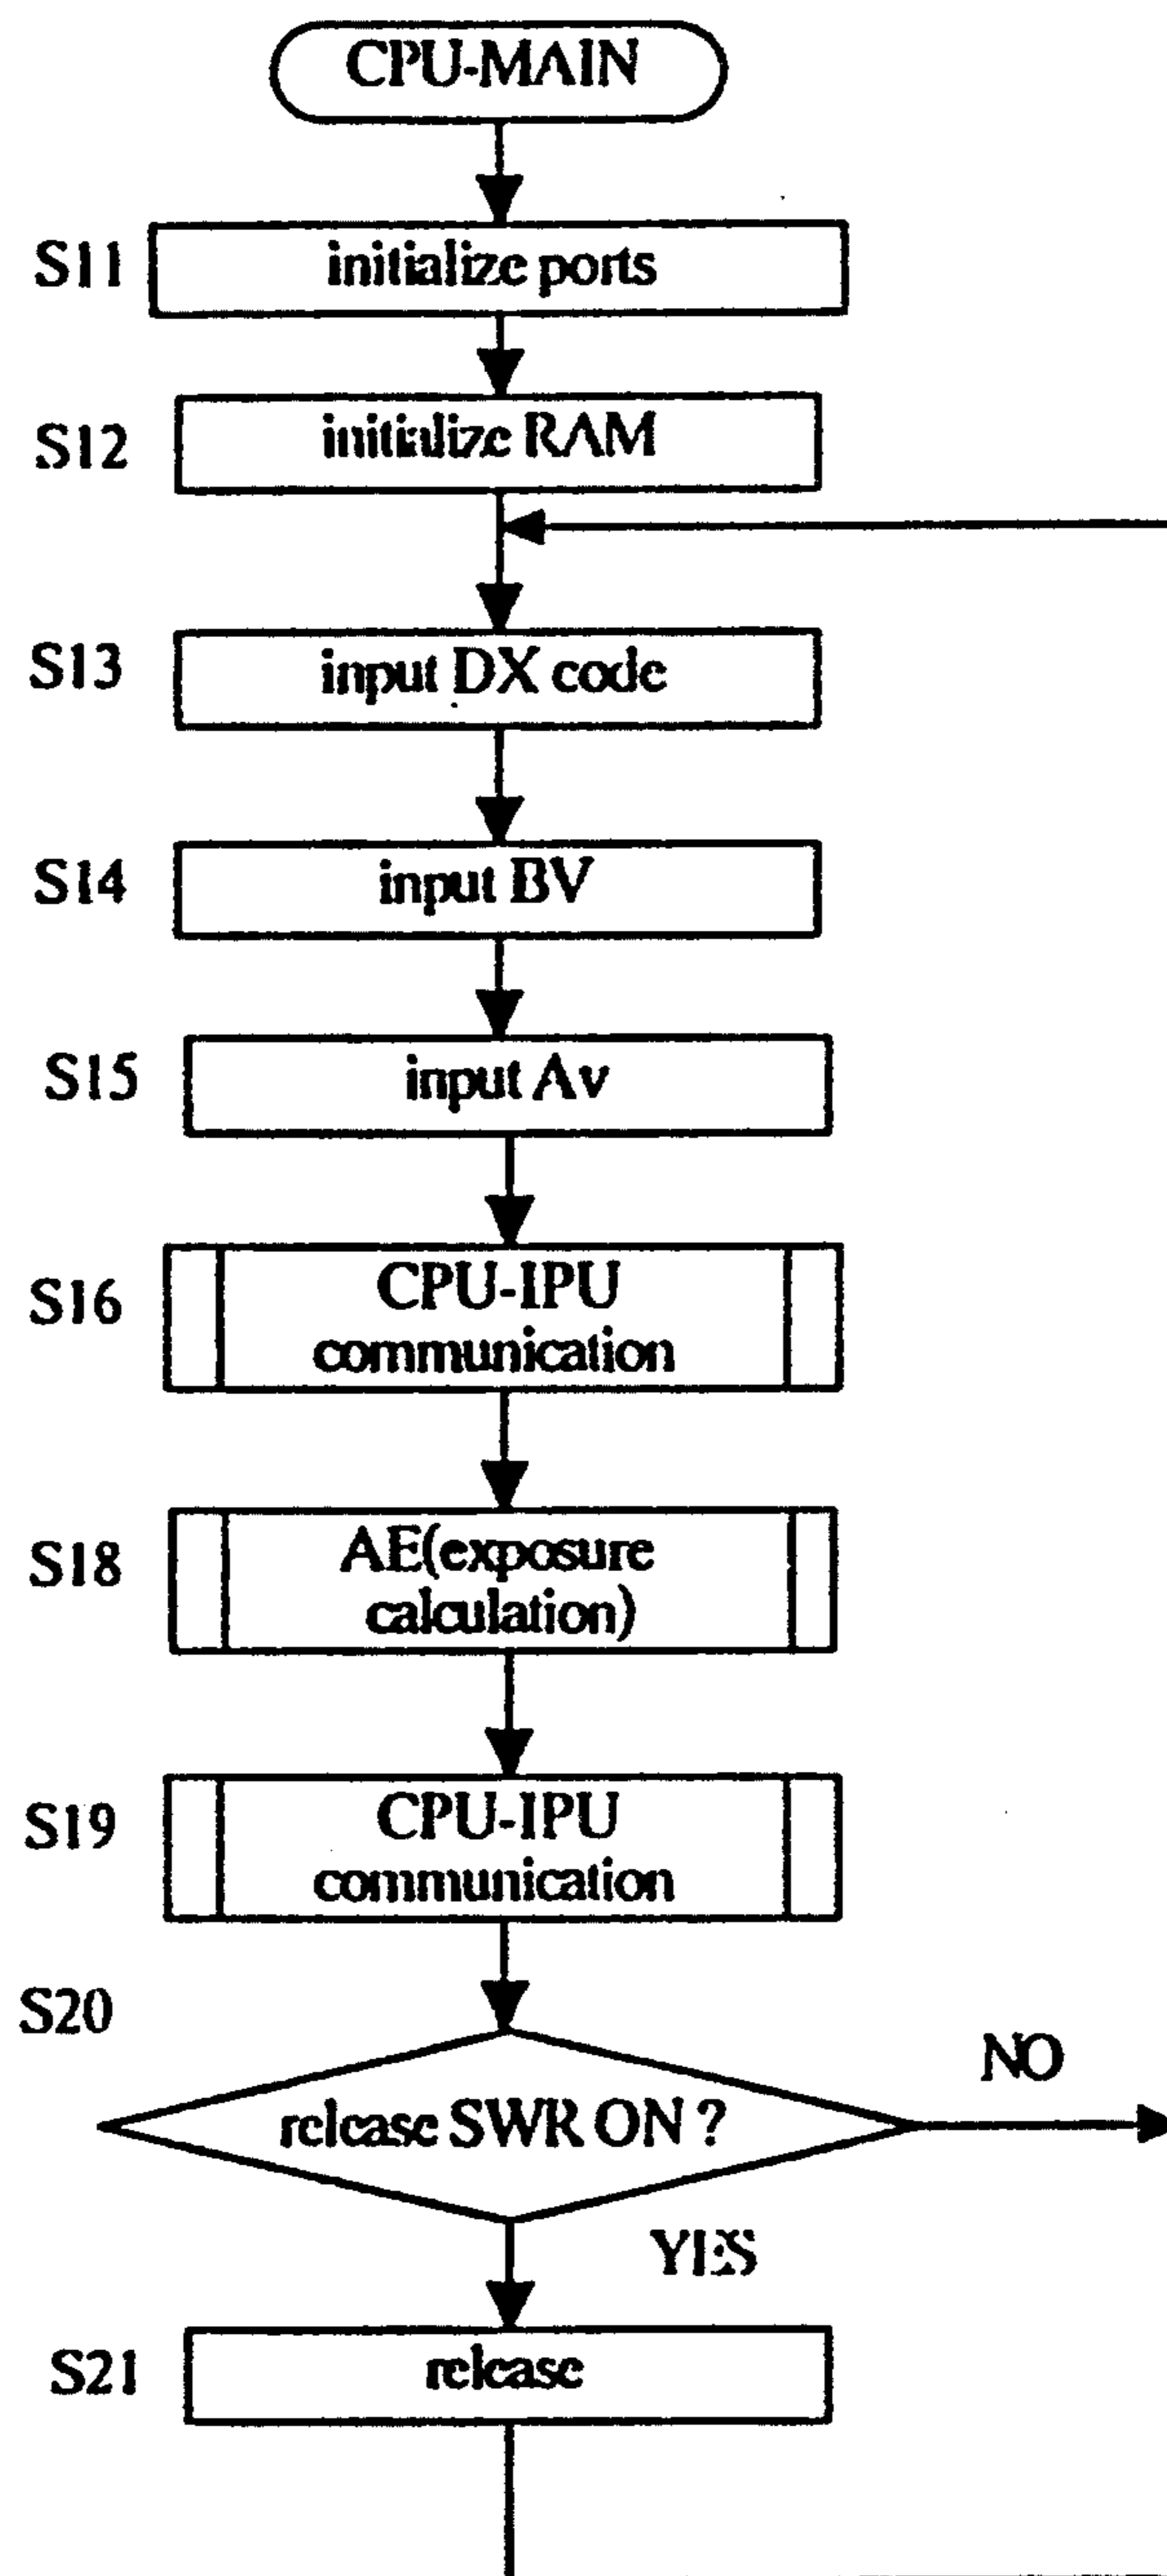 CPU-MAIN
S11
initialize ports
S12
initialize RAM
S13
input DX code
S14
input BV
S15
input Av
S16
CPU-IPU
communication
S18
AE(exposure
calculation)
S19
CPU-IPU
communication
S20
release SWR ON ?
NO
YES
S21
release